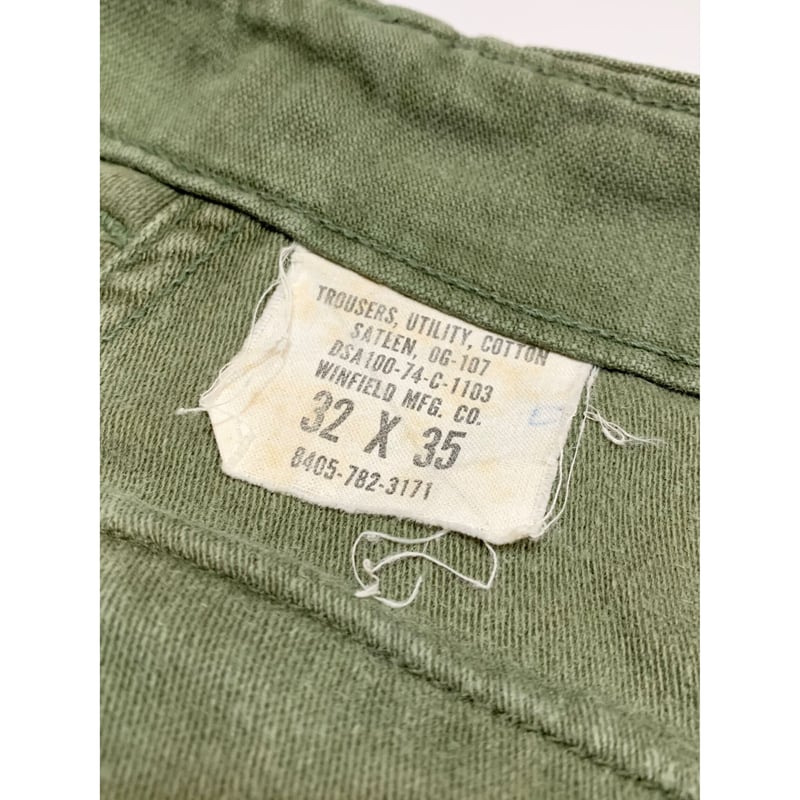 TROUSERS, UTILITY, COTTON
SATEEN, OG-107
DSA100-74-C-1103
WINFIELD MFG. CO.
32 X 35
8405-782-3171